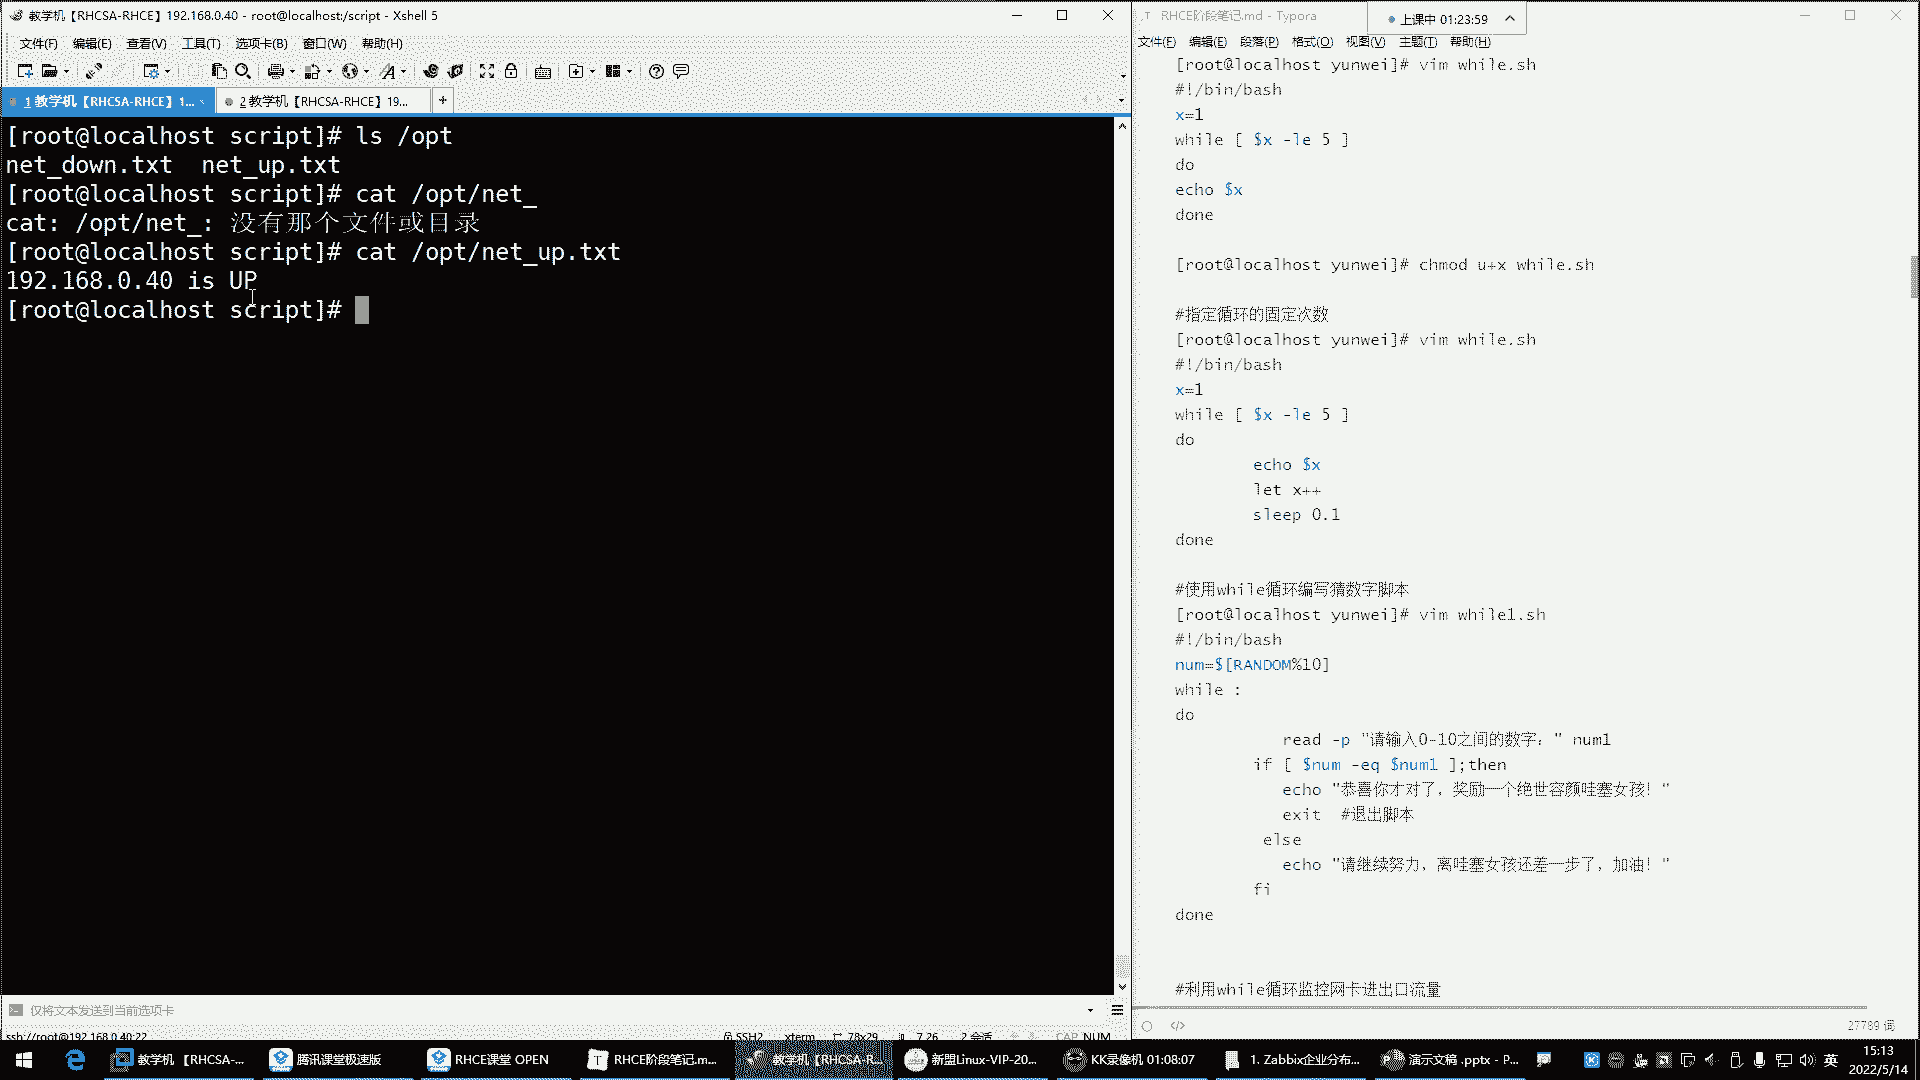 教学机【RHCSA-RHCE】192.168.0.40 - root@localhost:/script - Xshell 5
文件(F) 编辑(E) 查看(V) 工具(T) 选项卡(B) 窗口(W) 帮助(H)
1 教学机【RHCSA-RHCE】1... 2 教学机【RHCSA-RHCE】19...
[root@localhost script]# ls /opt
net_down.txt  net_up.txt
[root@localhost script]# cat /opt/net_
cat: /opt/net_: 没有那个文件或目录
[root@localhost script]# cat /opt/net_up.txt
192.168.0.40 is UP
[root@localhost script]#
仅将文本发送到当前选项卡
ssh://root@192.168.0.40:22 SSH2 xterm 78x29 7,26 2 会话 CAP NUM
RHCE阶段笔记.md - Typora
上课中 01:23:59
文件(F) 编辑(E) 段落(P) 格式(O) 视图(V) 主题(T) 帮助(H)
[root@localhost yunwei]# vim while.sh
#!/bin/bash
x=1
while [ $x -le 5 ]
do
echo $x
done
[root@localhost yunwei]# chmod u+x while.sh
#指定循环的固定次数
[root@localhost yunwei]# vim while.sh
#!/bin/bash
x=1
while [ $x -le 5 ]
do
echo $x
let x++
sleep 0.1
done
#使用while循环编写猜数字脚本
[root@localhost yunwei]# vim while1.sh
#!/bin/bash
num=$[RANDOM%10]
while :
do
read -p "请输入0-10之间的数字：" num1
if [ $num -eq $num1 ];then
echo "恭喜你才对了，奖励一个绝世容颜哇塞女孩！"
exit  #退出脚本
else
echo "请继续努力，离哇塞女孩还差一步了，加油！"
fi
done
#利用while循环监控网卡进出口流量
27789 词
教学机 【RHCSA-... 腾讯课堂极速版 RHCE课堂 OPEN RHCE阶段笔记.m... 教学机【RHCSA-R... 新盟Linux-VIP-20... KK录像机 01:08:07 1. Zabbix企业分布... 演示文稿 .pptx - P... 英
15:13
2022/5/14